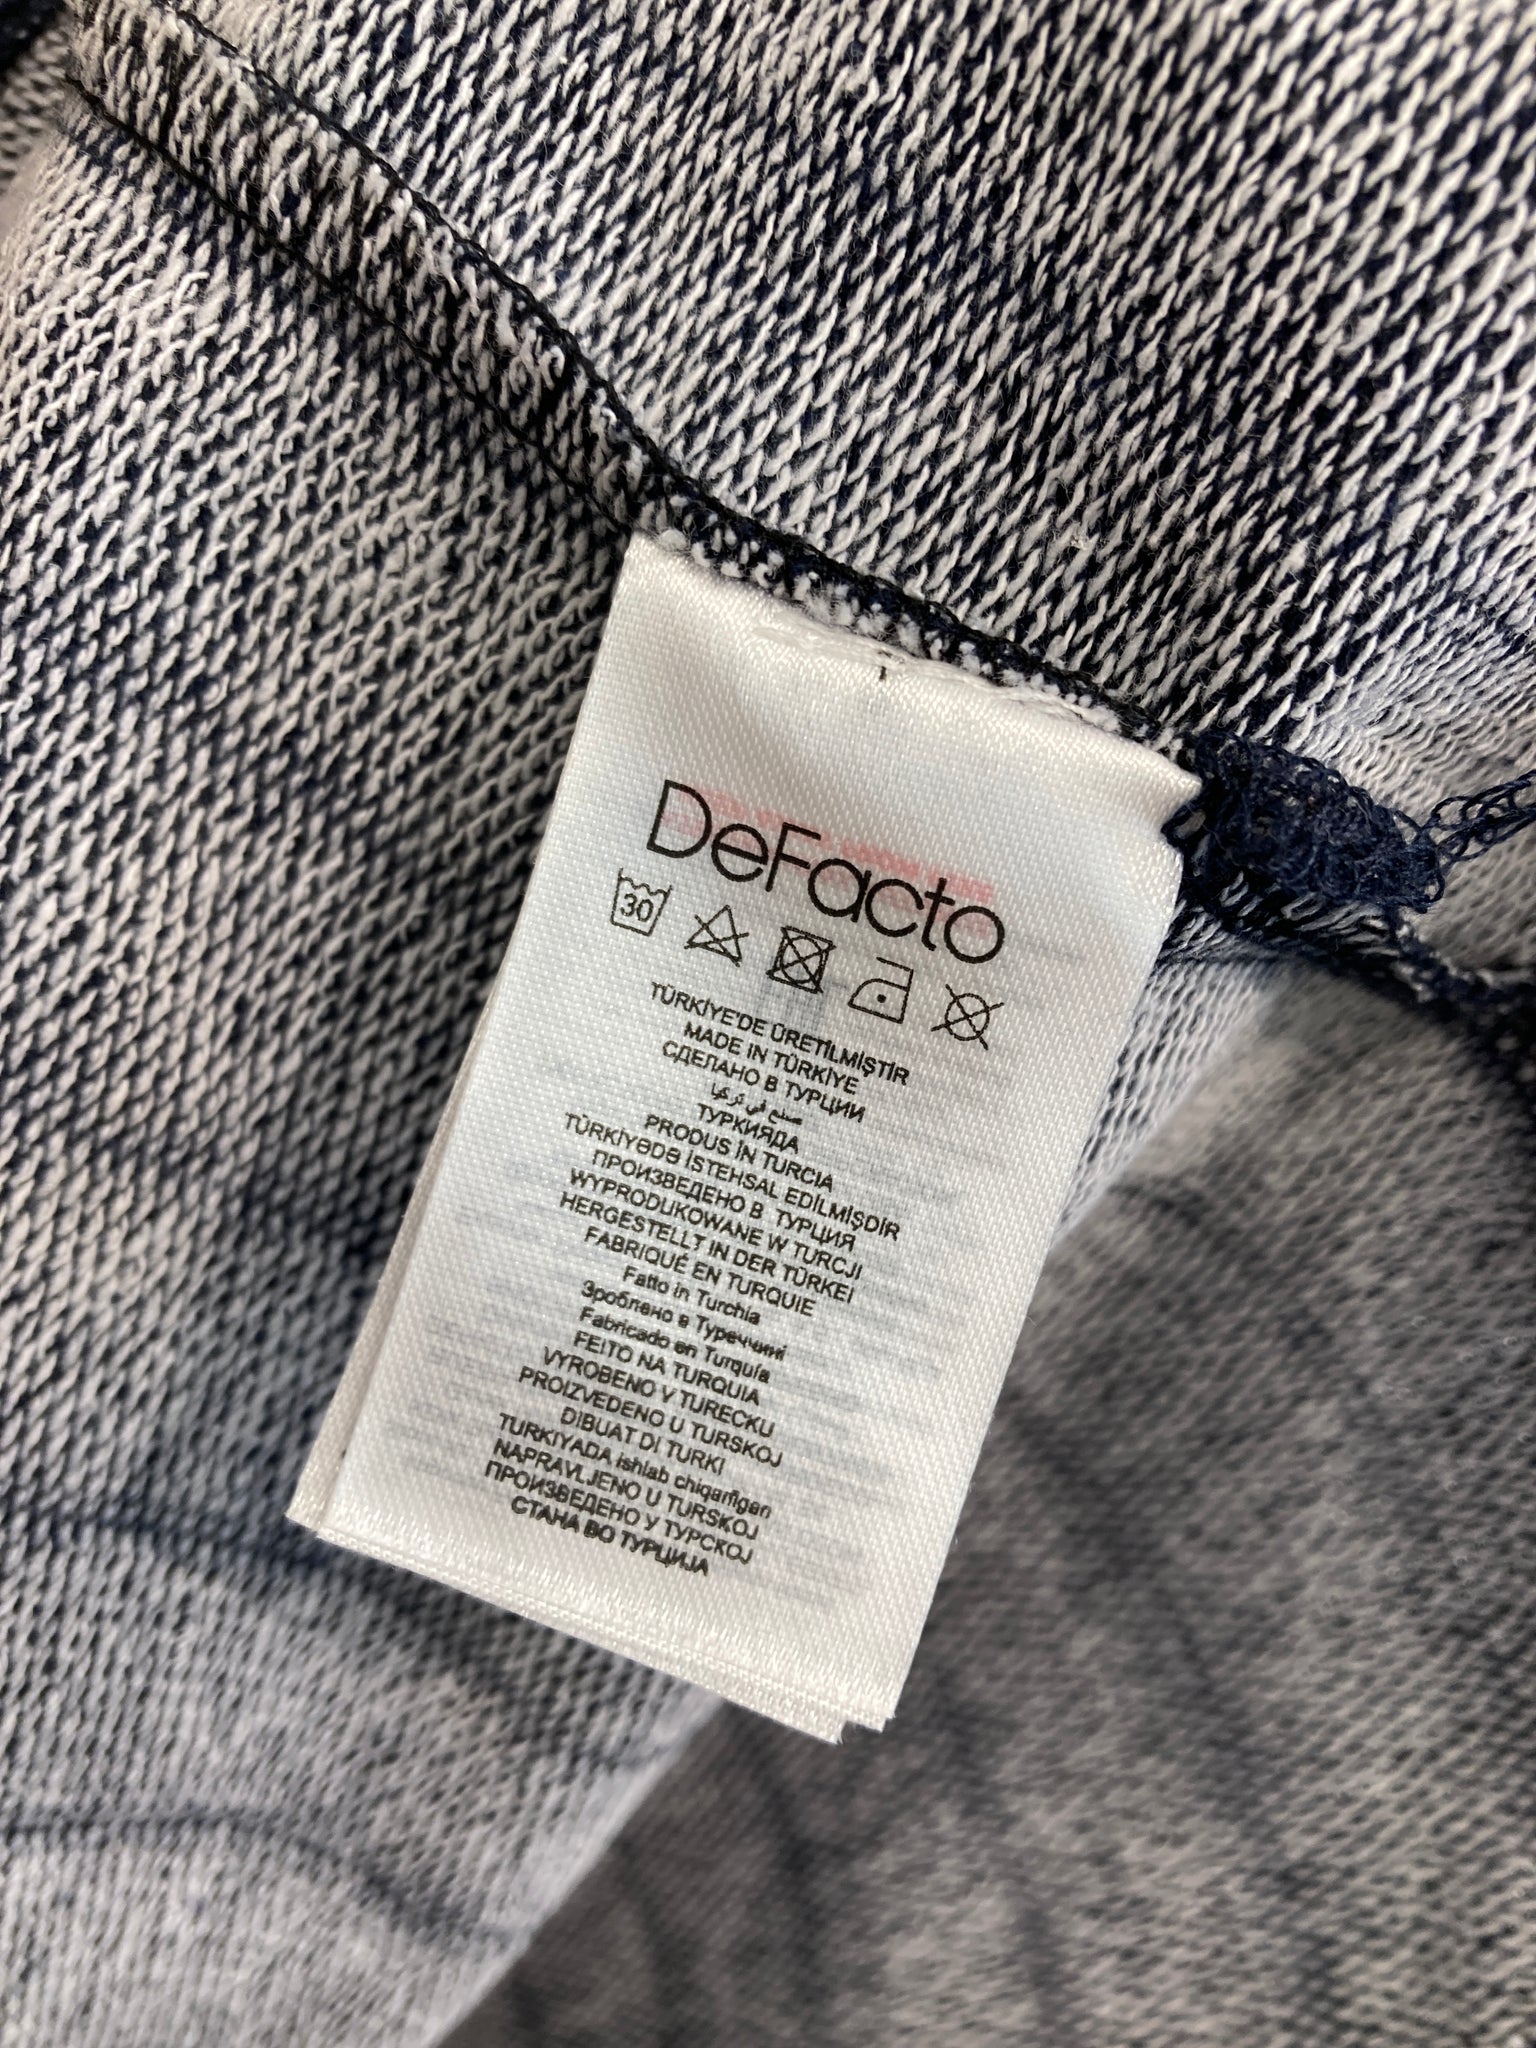 DeFacto
30
TÜRKİYE'DE ÜRETİLMİŞTİR
MADE IN TÜRKİYE
СДЕЛАНО В ТУРЦИИ
صنع في تركيا
ТУРКИЯДА
PRODUS İN TURCIA
TÜRKİYƏDƏ İSTEHSAL EDİLMİŞDİR
ПРОИЗВЕДЕНО В ТУРЦИЯ
WYPRODUKOWANE W TURCJI
HERGESTELLT IN DER TÜRKEI
FABRIQUÉ EN TURQUIE
Fatto in Turchia
Зроблено в Туреччині
Fabricado en Turquía
FEITO NA TURQUIA
VYROBENO V TURECKU
PROIZVEDENO U TURSKOJ
DIBUAT DI TURKI
TURKIYADA ishlab chiqarilgan
NAPRAVLJENO U TURSKOJ
ПРОИЗВЕДЕНО У ТУРСКОЈ
СТАНА ВО ТУРЦИЈА